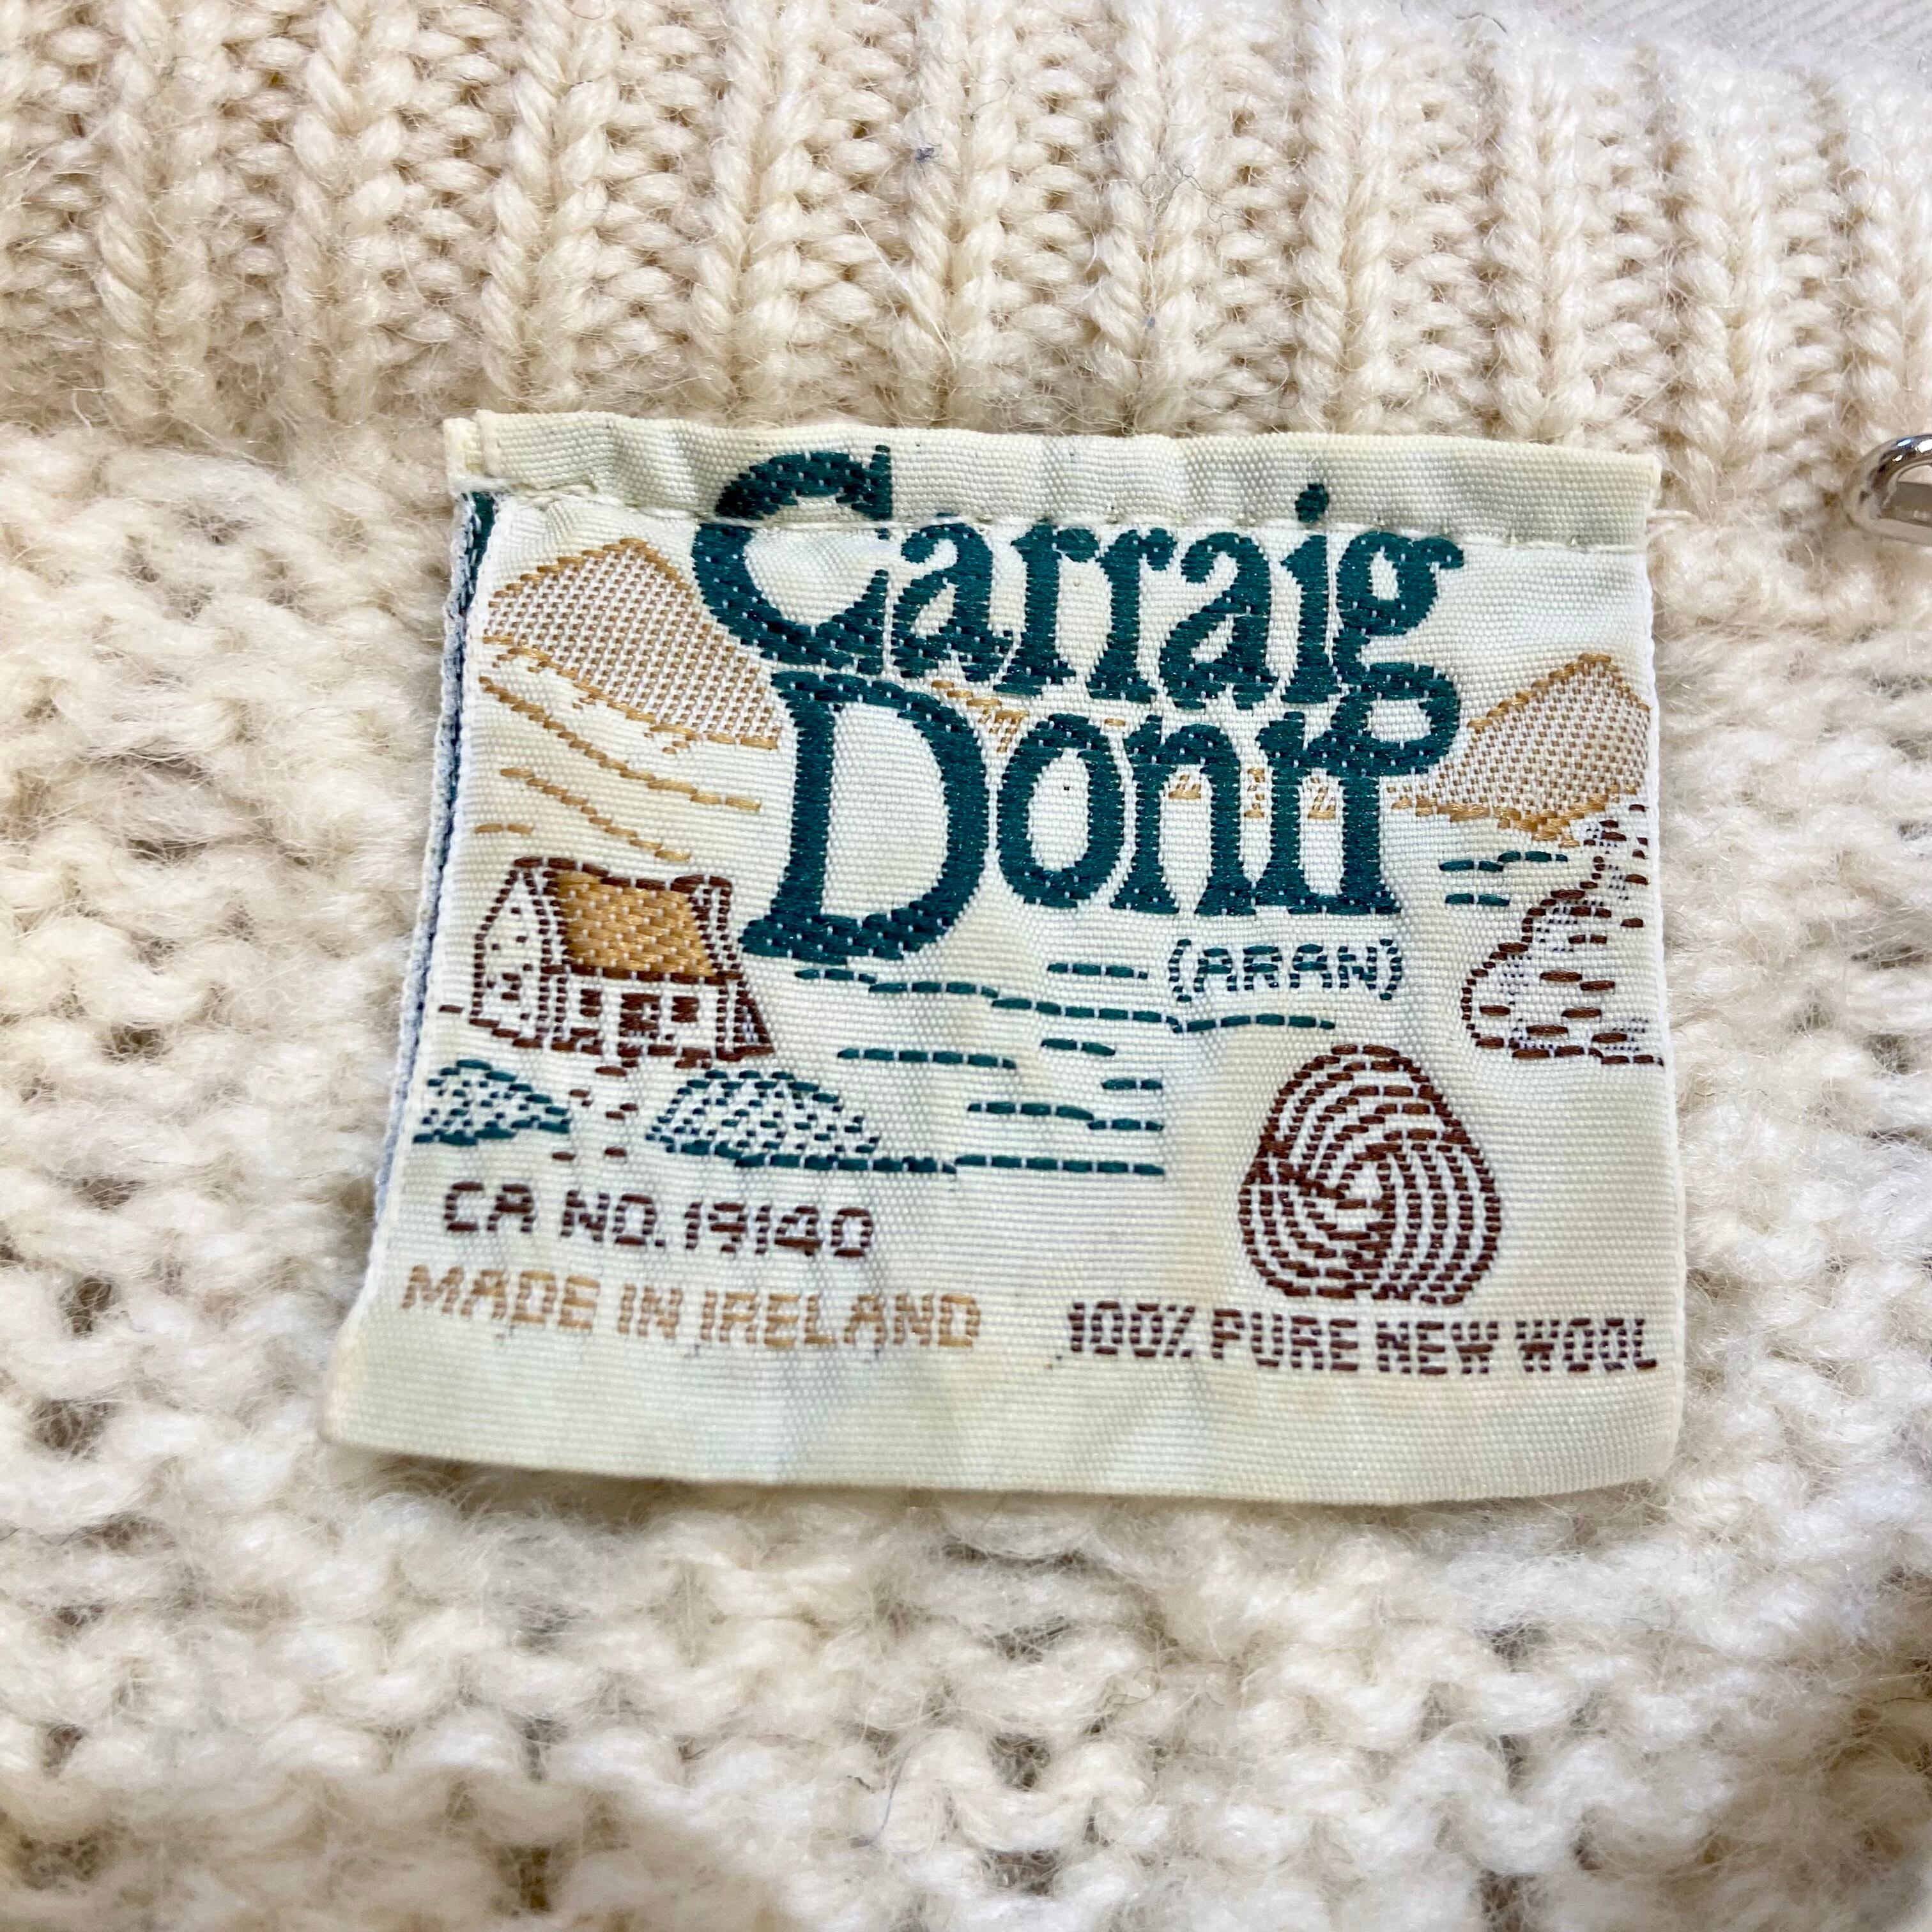 Carraig
Donn
(ARAN)
CA NO. 19140
MADE IN IRELAND
100% PURE NEW WOOL